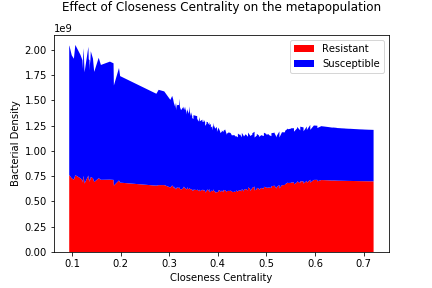 Effect of Closeness Centrality on the metapopulation
1e9
2.00
1.75
1.50
1.25
1.00
0.75
0.50
0.25
0.00
Bacterial Density
Resistant
Susceptible
0.1 0.2 0.3 0.4 0.5 0.6 0.7
Closeness Centrality